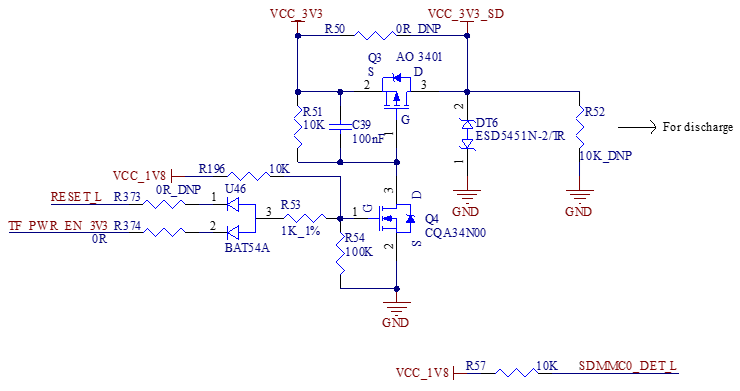 VCC_3V3
VCC_3V3_SD
R50
0R_DNP
Q3
AO 3401
S
D
2
3
G
1
R51
10K
C39
100nF
2
DT6
ESD5451N-2/TR
1
R52
10K_DNP
For discharge
GND
GND
VCC_1V8
R196
10K
RESET_L
R373
0R_DNP
U46
1
TF_PWR_EN_3V3
R374
0R
2
BAT54A
3
R53
1K_1%
1
G
3
D
Q4
CQA34N00
S
2
R54
100K
GND
VCC_1V8
R57
10K
SDMMC0_DET_L